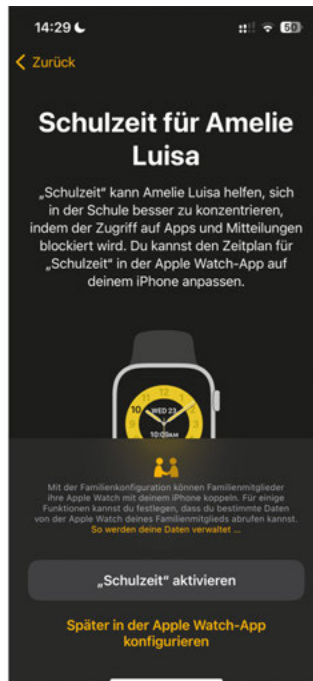 14:29
50
Zurück
Schulzeit für Amelie
Luisa
„Schulzeit“ kann Amelie Luisa helfen, sich
in der Schule besser zu konzentrieren,
indem der Zugriff auf Apps und Mitteilungen
blockiert wird. Du kannst den Zeitplan für
„Schulzeit“ in der Apple Watch-App auf
deinem iPhone anpassen.
12
10
WED 23
2
10:09AM
Mit der Familienkonfiguration können Familienmitglieder
ihre Apple Watch mit deinem iPhone koppeln. Für einige
Funktionen kannst du festlegen, dass du bestimmte Daten
von der Apple Watch deines Familienmitglieds abrufen kannst.
So werden deine Daten verwaltet ...
„Schulzeit“ aktivieren
Später in der Apple Watch-App
konfigurieren